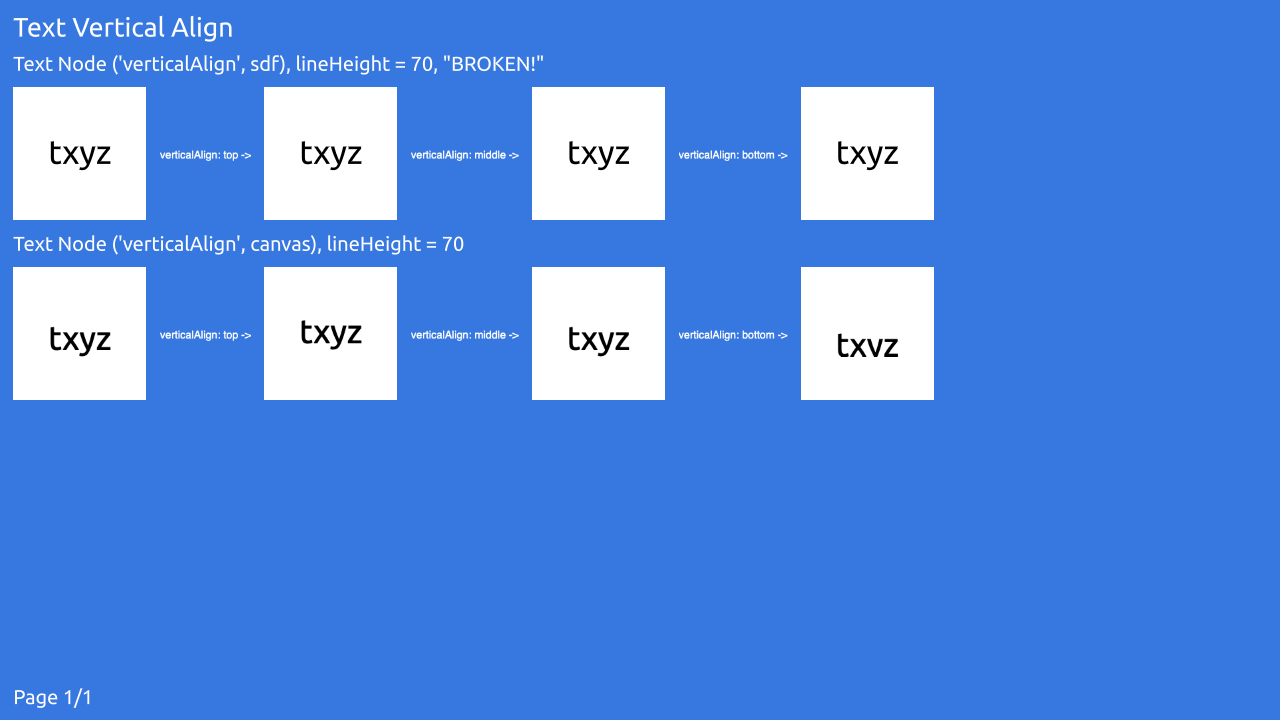 Text Vertical Align
Text Node ('verticalAlign', sdf), lineHeight = 70, "BROKEN!"
txyz verticalAlign: top -> txyz verticalAlign: middle -> txyz verticalAlign: bottom -> txyz
Text Node ('verticalAlign', canvas), lineHeight = 70
txyz verticalAlign: top -> txyz verticalAlign: middle -> txyz verticalAlign: bottom -> txvz
Page 1/1